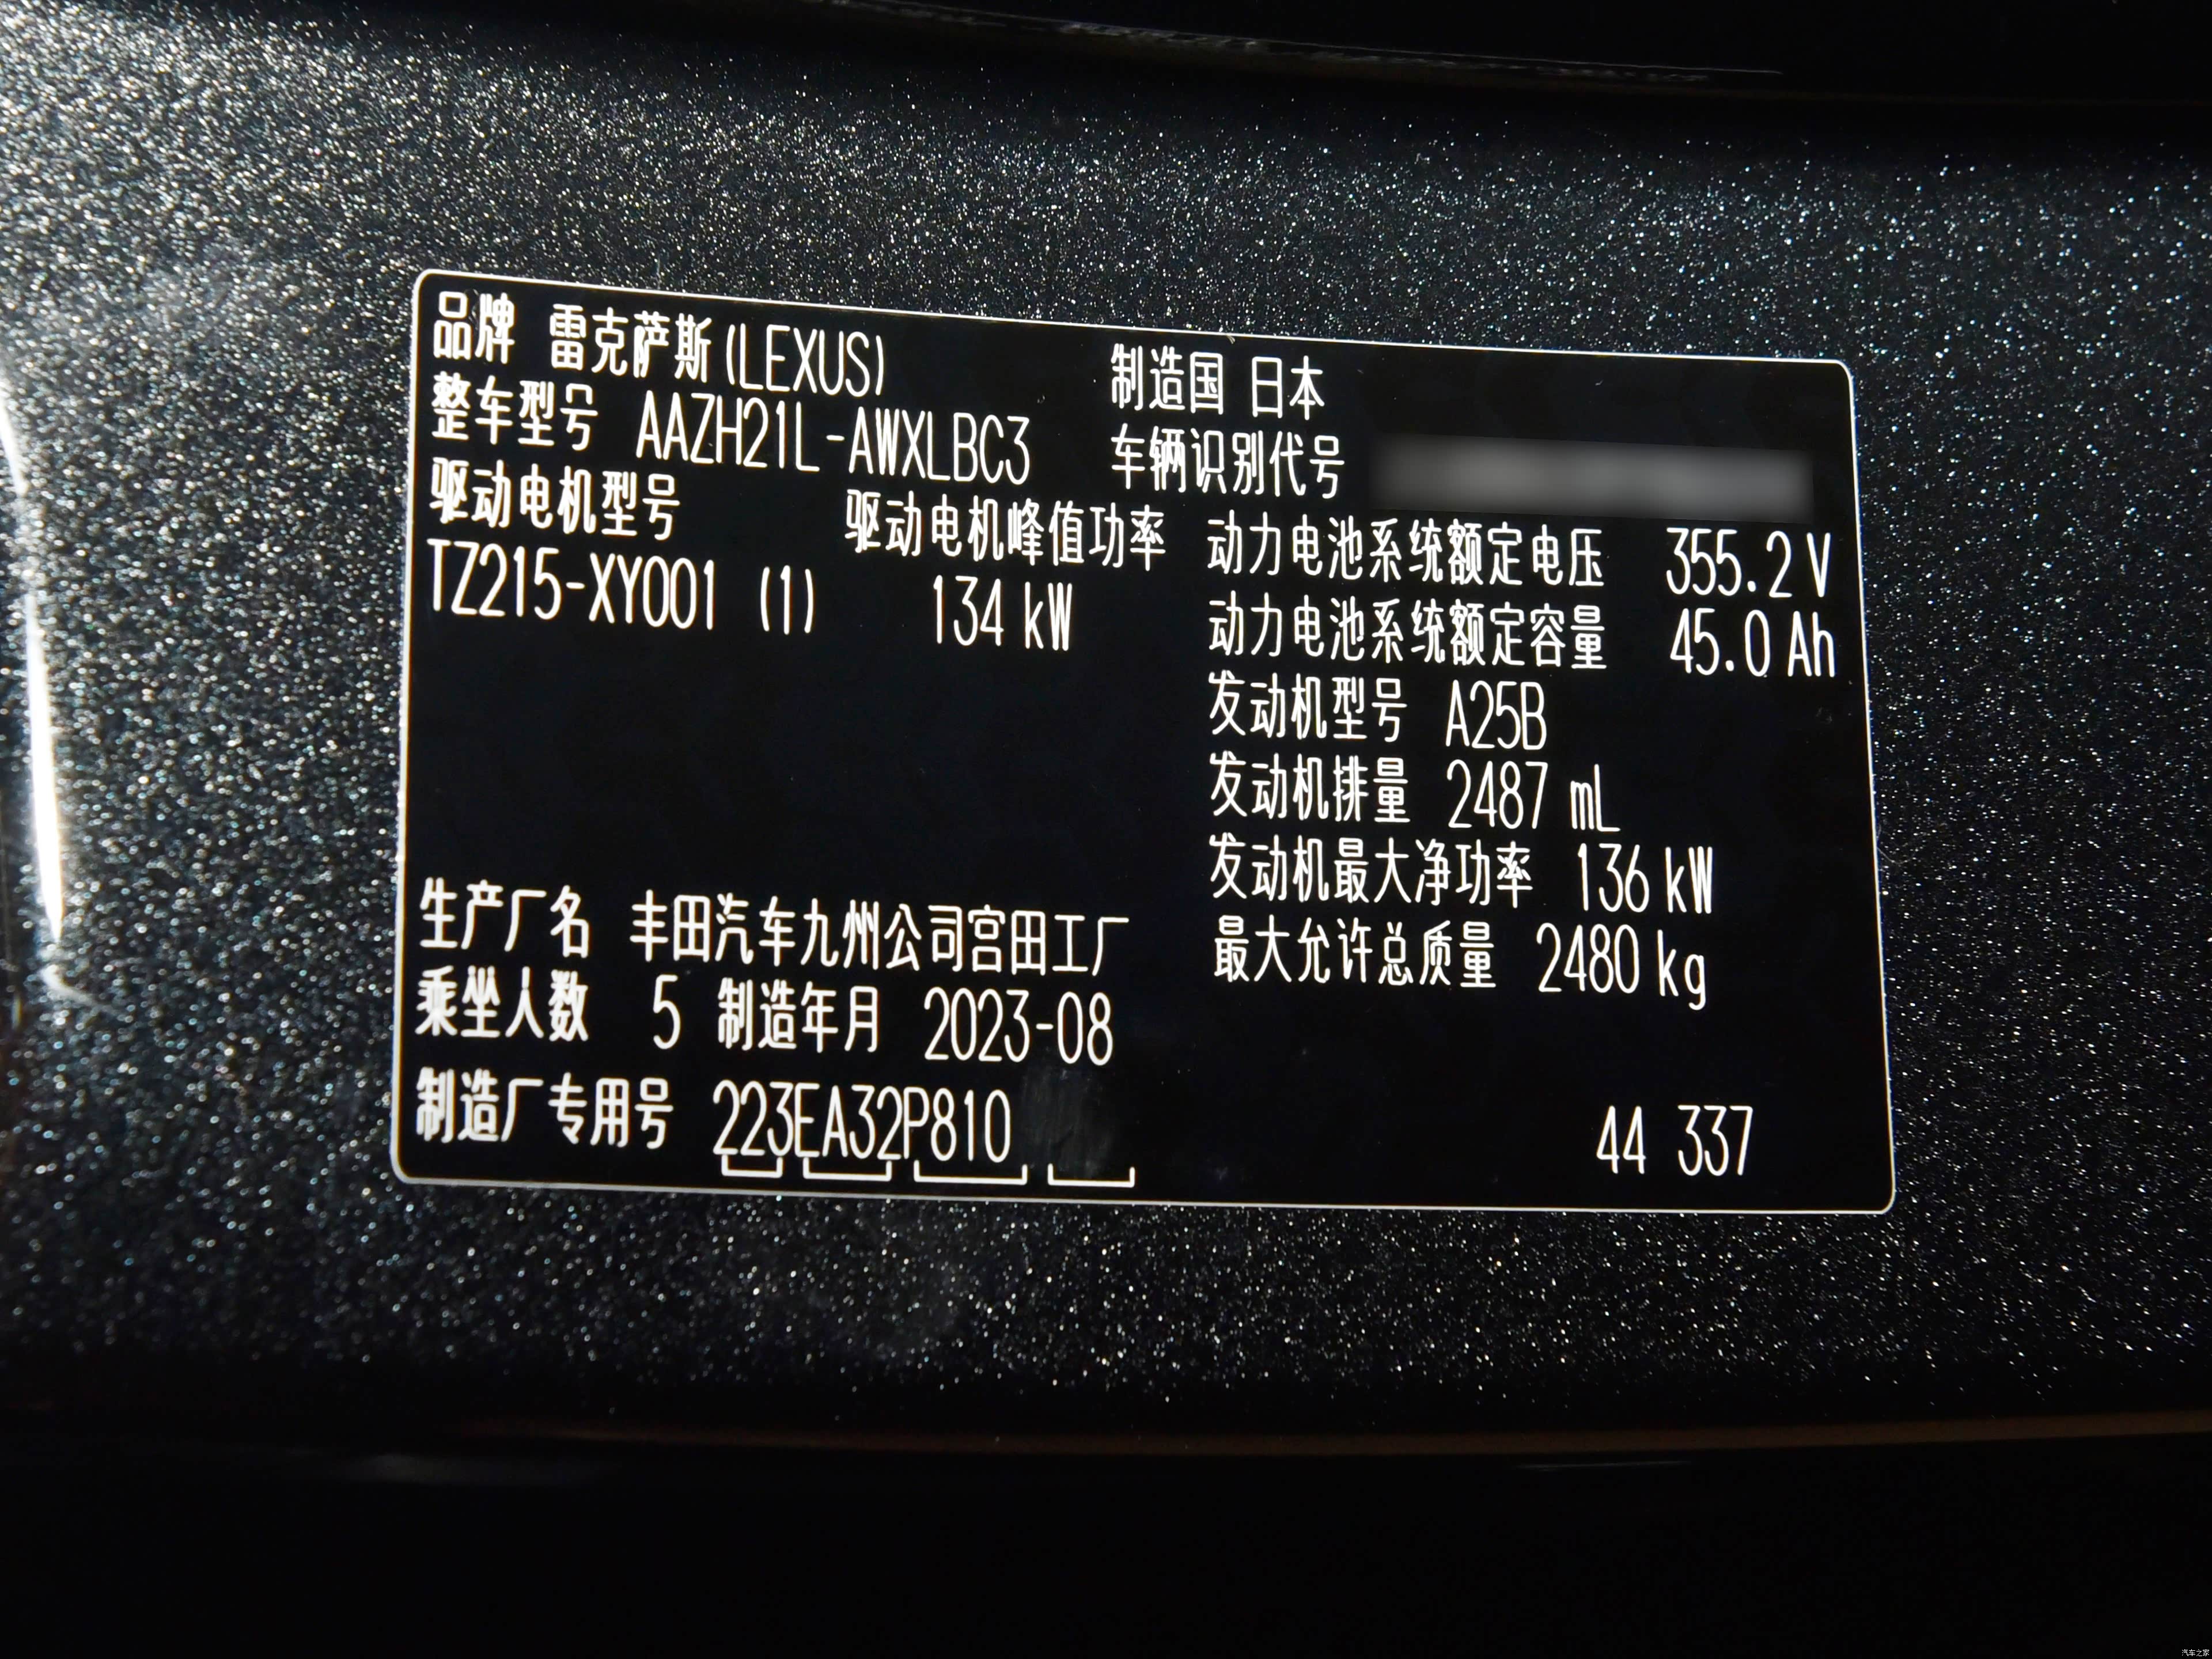 品牌 雷克萨斯(LEXUS) 制造国 日本
整车型号 AAZH21L-AWXLBC3 车辆识别代号
驱动电机型号 驱动电机峰值功率 动力电池系统额定电压 355.2 V
TZ215-XY001 (1) 134 kW 动力电池系统额定容量 45.0 Ah
发动机型号 A25B
发动机排量 2487 mL
发动机最大净功率 136 kW
生产厂名 丰田汽车九州公司宫田工厂 最大允许总质量 2480 kg
乘坐人数 5 制造年月 2023-08
制造厂专用号 223EA32P810 44 337
汽车之家